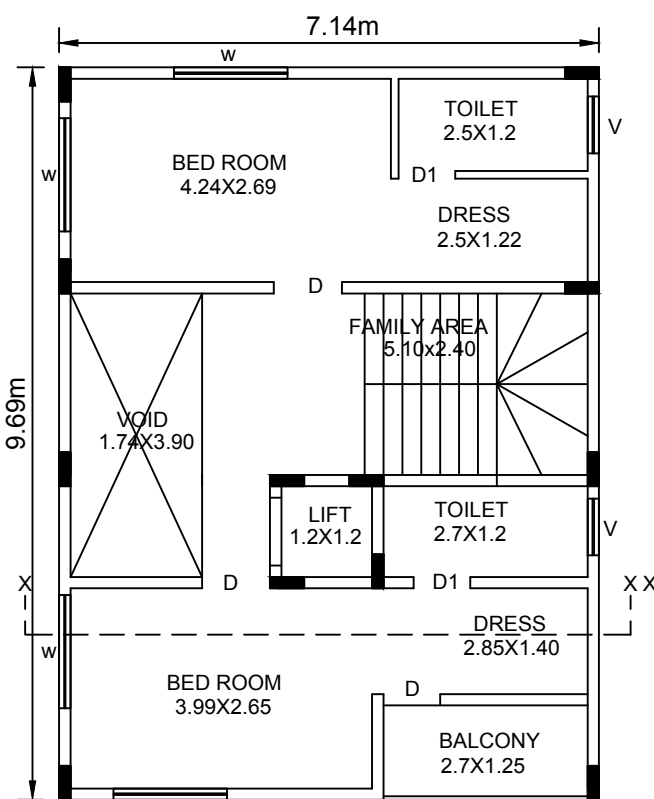 7.14m
w
TOILET
2.5X1.2
V
BED ROOM
4.24X2.69
w
D1
DRESS
2.5X1.22
D
FAMILY AREA
5.10x2.40
9.69m
VOID
1.74X3.90
LIFT
1.2X1.2
TOILET
2.7X1.2
V
X
D
D1
X X
DRESS
2.85X1.40
w
BED ROOM
3.99X2.65
D
BALCONY
2.7X1.25